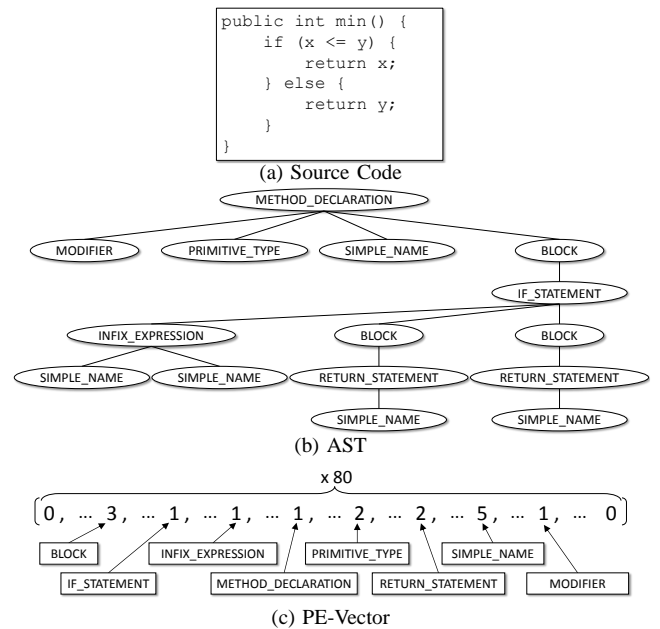 public int min() {
if (x <= y) {
return x;
} else {
return y;
}
}
(a) Source Code
METHOD_DECLARATION
MODIFIER PRIMITIVE_TYPE SIMPLE_NAME BLOCK
IF_STATEMENT
INFIX_EXPRESSION BLOCK BLOCK
SIMPLE_NAME SIMPLE_NAME RETURN_STATEMENT RETURN_STATEMENT
SIMPLE_NAME SIMPLE_NAME
(b) AST
x 80
[0, ... 3, ... 1, ... 1, ... 1, ... 2, ... 2, ... 5, ... 1, ... 0]
BLOCK INFIX_EXPRESSION PRIMITIVE_TYPE SIMPLE_NAME
IF_STATEMENT METHOD_DECLARATION RETURN_STATEMENT MODIFIER
(c) PE-Vector